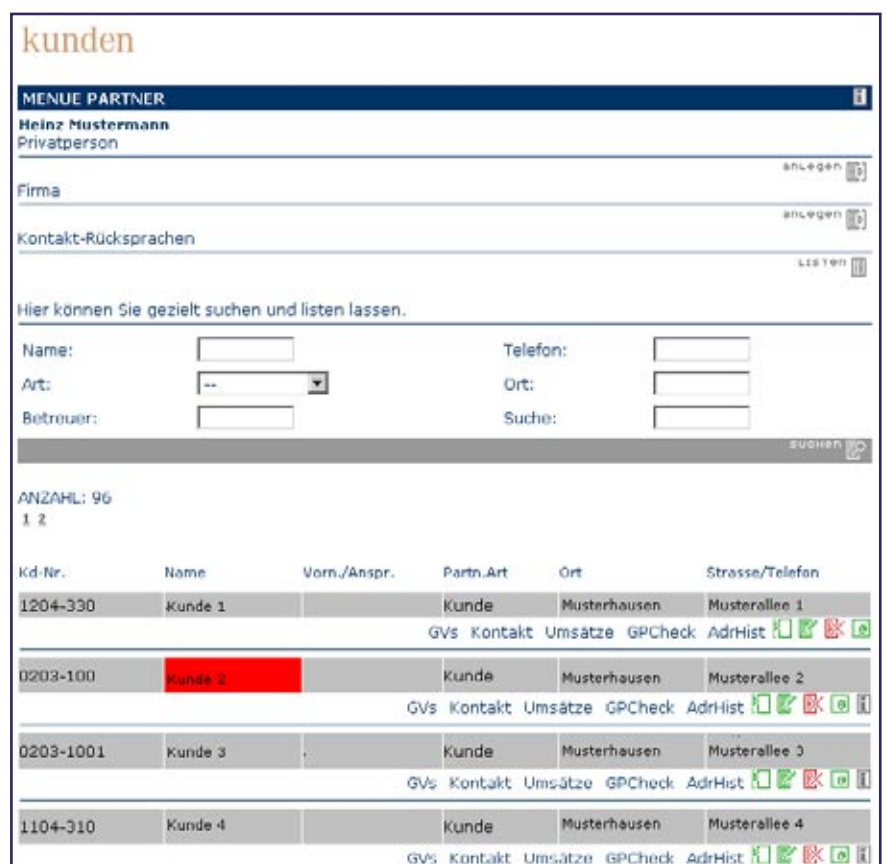 kunden
MENUE PARTNER
Heinz Mustermann
Privatperson
anlegen
Firma
anlegen
Kontakt-Rücksprachen
Listen
Hier können Sie gezielt suchen und listen lassen.
Name: Telefon:
Art: -- Ort:
Betreuer: Suche:
suchen
ANZAHL: 96
1 2
Kd-Nr. Name Vorn./Anspr. Partn.Art Ort Strasse/Telefon
1204-330 Kunde 1 Kunde Musterhausen Musterallee 1
GVs Kontakt Umsätze GPCheck AdrHist
0203-100 Kunde 2 Kunde Musterhausen Musterallee 2
GVs Kontakt Umsätze GPCheck AdrHist
0203-1001 Kunde 3 . Kunde Musterhausen Musterallee 3
GVs Kontakt Umsätze GPCheck AdrHist
1104-310 Kunde 4 Kunde Musterhausen Musterallee 4
GVs Kontakt Umsätze GPCheck AdrHist